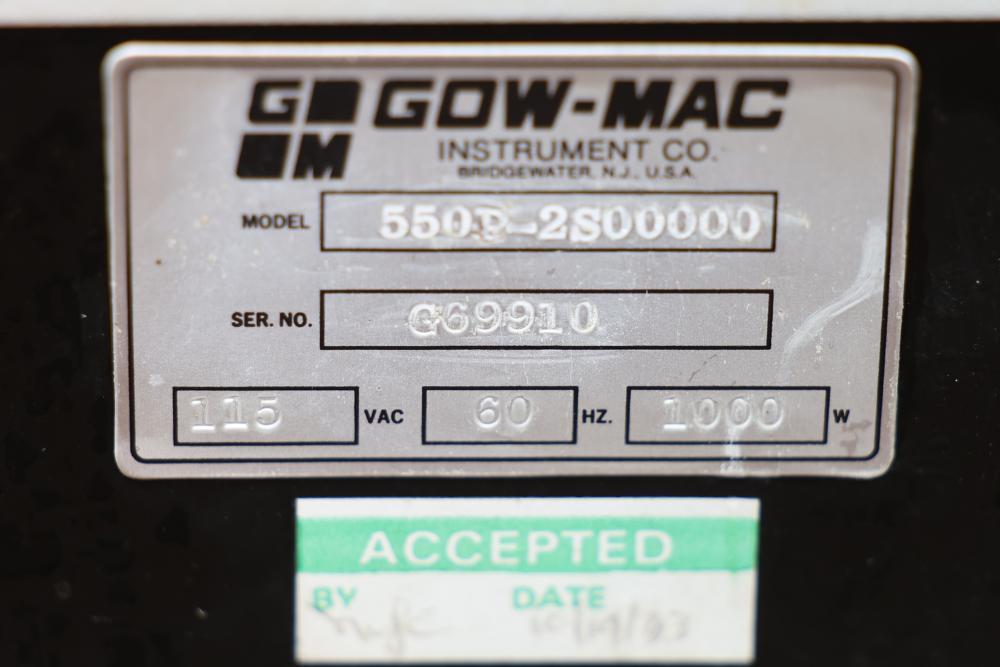 GM GOW-MAC
INSTRUMENT CO.
BRIDGEWATER, N.J., U.S.A.
MODEL 550P-2S00000
SER. NO. G69910
115 VAC 60 HZ. 1000 W
ACCEPTED
BY DATE